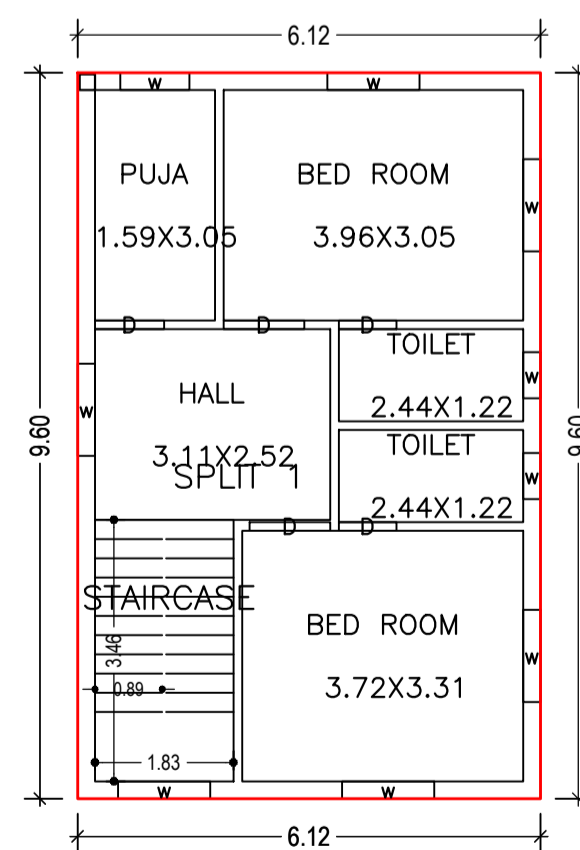 6.12
W W
PUJA BED ROOM
1.59X3.05 3.96X3.05
W
D D D
TOILET
W
2.44X1.22
HALL
W
3.11X2.52
SPLIT 1
TOILET
W
2.44X1.22
9.60 9.60
D D
STAIRCASE
BED ROOM
3.46
W
0.89
3.72X3.31
1.83
W W
6.12